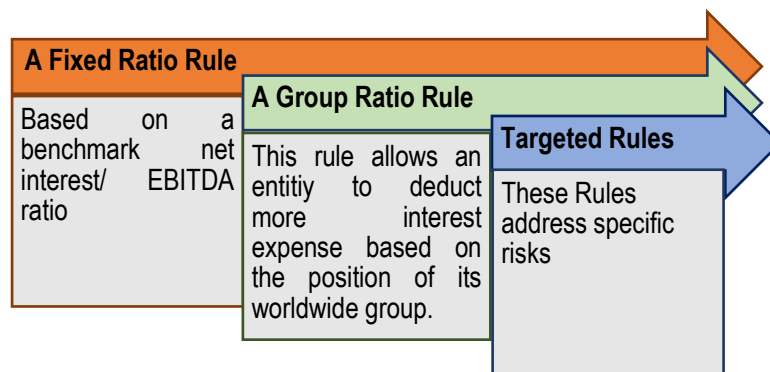 A Fixed Ratio Rule
Based on a
benchmark net
interest/ EBITDA
ratio
A Group Ratio Rule
This rule allows an
entitiy to deduct
more interest
expense based on
the position of its
worldwide group.
Targeted Rules
These Rules
address specific
risks